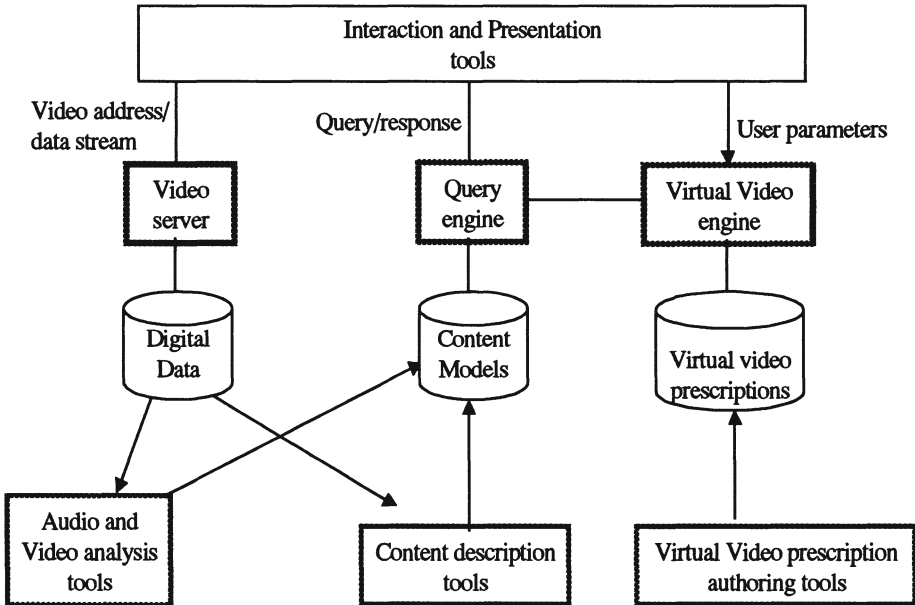 Interaction and Presentation
tools
Video address/
data stream
Query/response
User parameters
Video
server
Query
engine
Virtual Video
engine
Digital
Data
Content
Models
Virtual video
prescriptions
Audio and
Video analysis
tools
Content description
tools
Virtual Video prescription
authoring tools